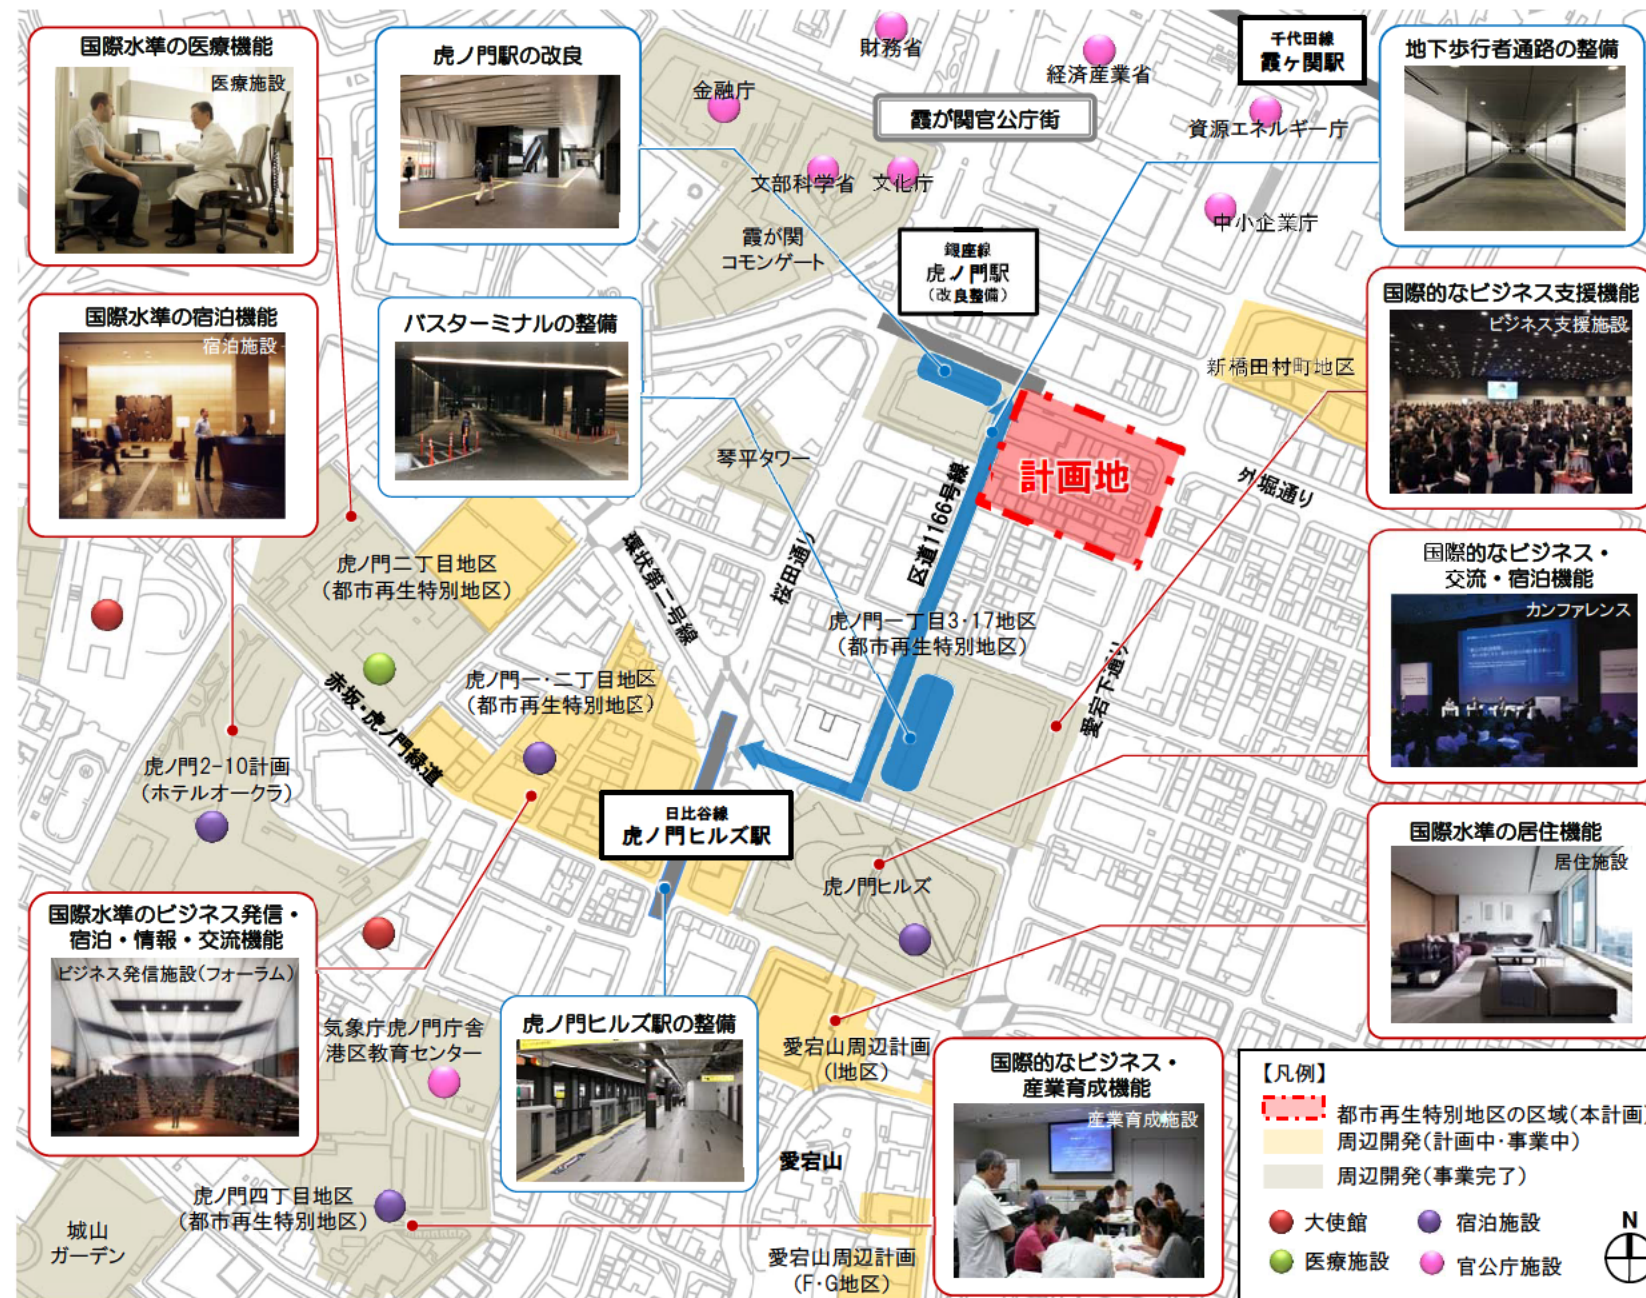 国際水準の医療機能
医療施設
虎ノ門駅の改良
財務省
経済産業省
千代田線
霞ケ関駅
地下歩行者通路の整備
金融庁
霞が関官公庁街
資源エネルギー庁
文部科学省
文化庁
中小企業庁
霞が関
コモンゲート
銀座線
虎ノ門駅
(改良整備)
国際水準の宿泊機能
宿泊施設
バスターミナルの整備
国際的なビジネス支援機能
ビジネス支援施設
新橋田村町地区
琴平タワー
計画地
外堀通り
区道1166号線
桜田通り
環状第二号線
虎ノ門二丁目地区
(都市再生特別地区)
国際的なビジネス・
交流・宿泊機能
カンファレンス
虎ノ門一丁目3・17地区
(都市再生特別地区)
愛宕下通り
虎ノ門一・二丁目地区
(都市再生特別地区)
赤坂・虎ノ門緑道
虎ノ門2-10計画
(ホテルオークラ)
日比谷線
虎ノ門ヒルズ駅
虎ノ門ヒルズ
国際水準の居住機能
居住施設
国際水準のビジネス発信・
宿泊・情報・交流機能
ビジネス発信施設(フォーラム)
気象庁虎ノ門庁舎
港区教育センター
虎ノ門ヒルズ駅の整備
愛宕山周辺計画
(I地区)
国際的なビジネス・
産業育成機能
産業育成施設
愛宕山
虎ノ門四丁目地区
(都市再生特別地区)
城山
ガーデン
愛宕山周辺計画
(F・G地区)
【凡例】
都市再生特別地区の区域(本計画)
周辺開発(計画中・事業中)
周辺開発(事業完了)
大使館
宿泊施設
医療施設
官公庁施設
N